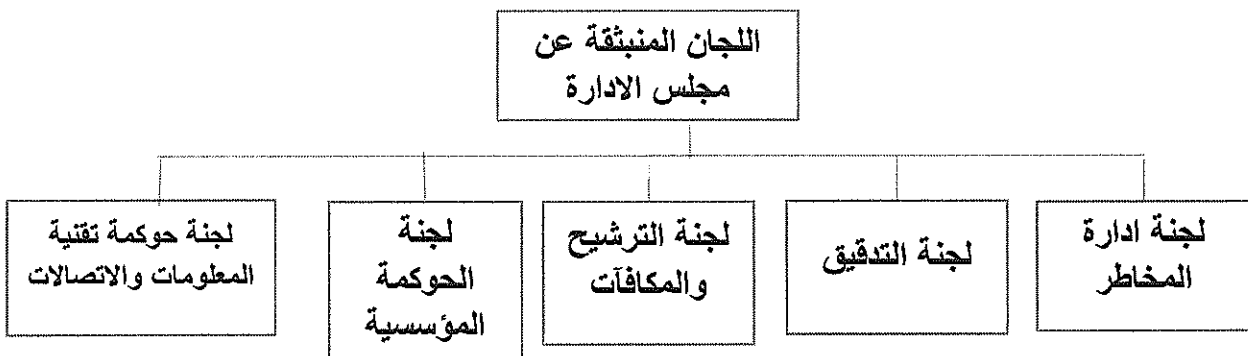 اللجان المنبثقة عن
مجلس الادارة
لجنة ادارة
المخاطر
لجنة التدقيق
لجنة الترشيح
والمكافآت
لجنة
الحوكمة
المؤسسية
لجنة حوكمة تقنية
المعلومات والاتصالات